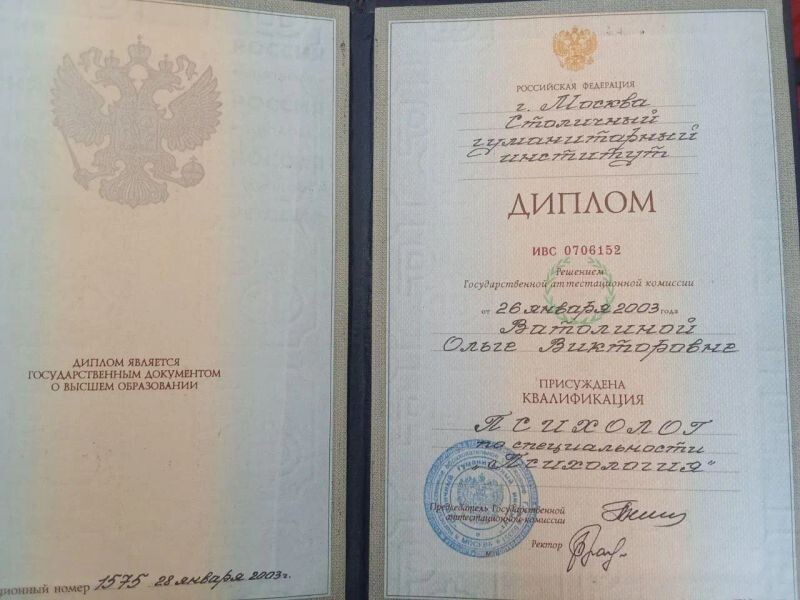 ДИПЛОМ ЯВЛЯЕТСЯ
ГОСУДАРСТВЕННЫМ ДОКУМЕНТОМ
О ВЫСШЕМ ОБРАЗОВАНИИ
ционный номер 1575 28 января 2003г.
РОССИЙСКАЯ ФЕДЕРАЦИЯ
г. Москва
Столичный
гуманитарный
институт
ДИПЛОМ
ИВС 0706152
Решением
Государственной аттестационной комиссии
от 26 января 2003 года
Ватолиной
Ольге Викторовне
ПРИСУЖДЕНА
КВАЛИФИКАЦИЯ
ПСИХОЛОГ
по специальности
„Психология"
Председатель Государственной
аттестационной комиссии
Ректор